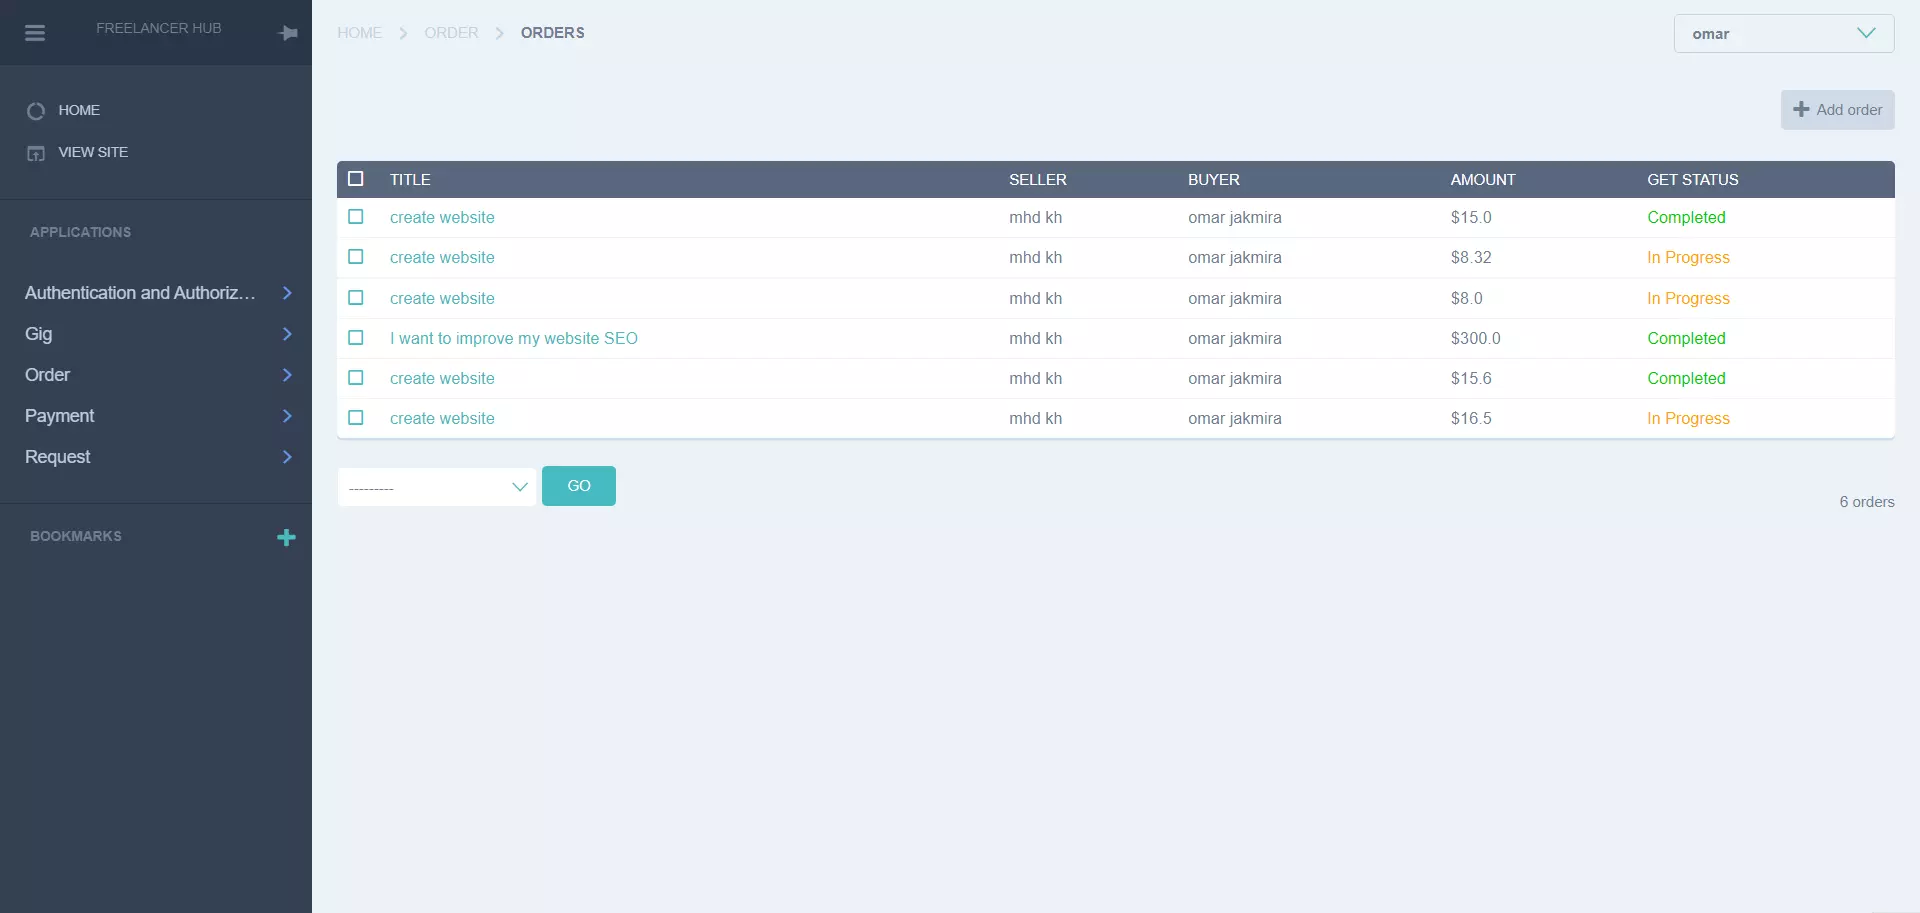 FREELANCER HUB
HOME
VIEW SITE
APPLICATIONS
Authentication and Authoriz...
Gig
Order
Payment
Request
BOOKMARKS
HOME ORDER ORDERS
omar
Add order
TITLE SELLER BUYER AMOUNT GET STATUS
create website mhd kh omar jakmira $15.0 Completed
create website mhd kh omar jakmira $8.32 In Progress
create website mhd kh omar jakmira $8.0 In Progress
I want to improve my website SEO mhd kh omar jakmira $300.0 Completed
create website mhd kh omar jakmira $15.6 Completed
create website mhd kh omar jakmira $16.5 In Progress
--------- GO
6 orders